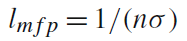 l_{mfp} = 1/(nσ)